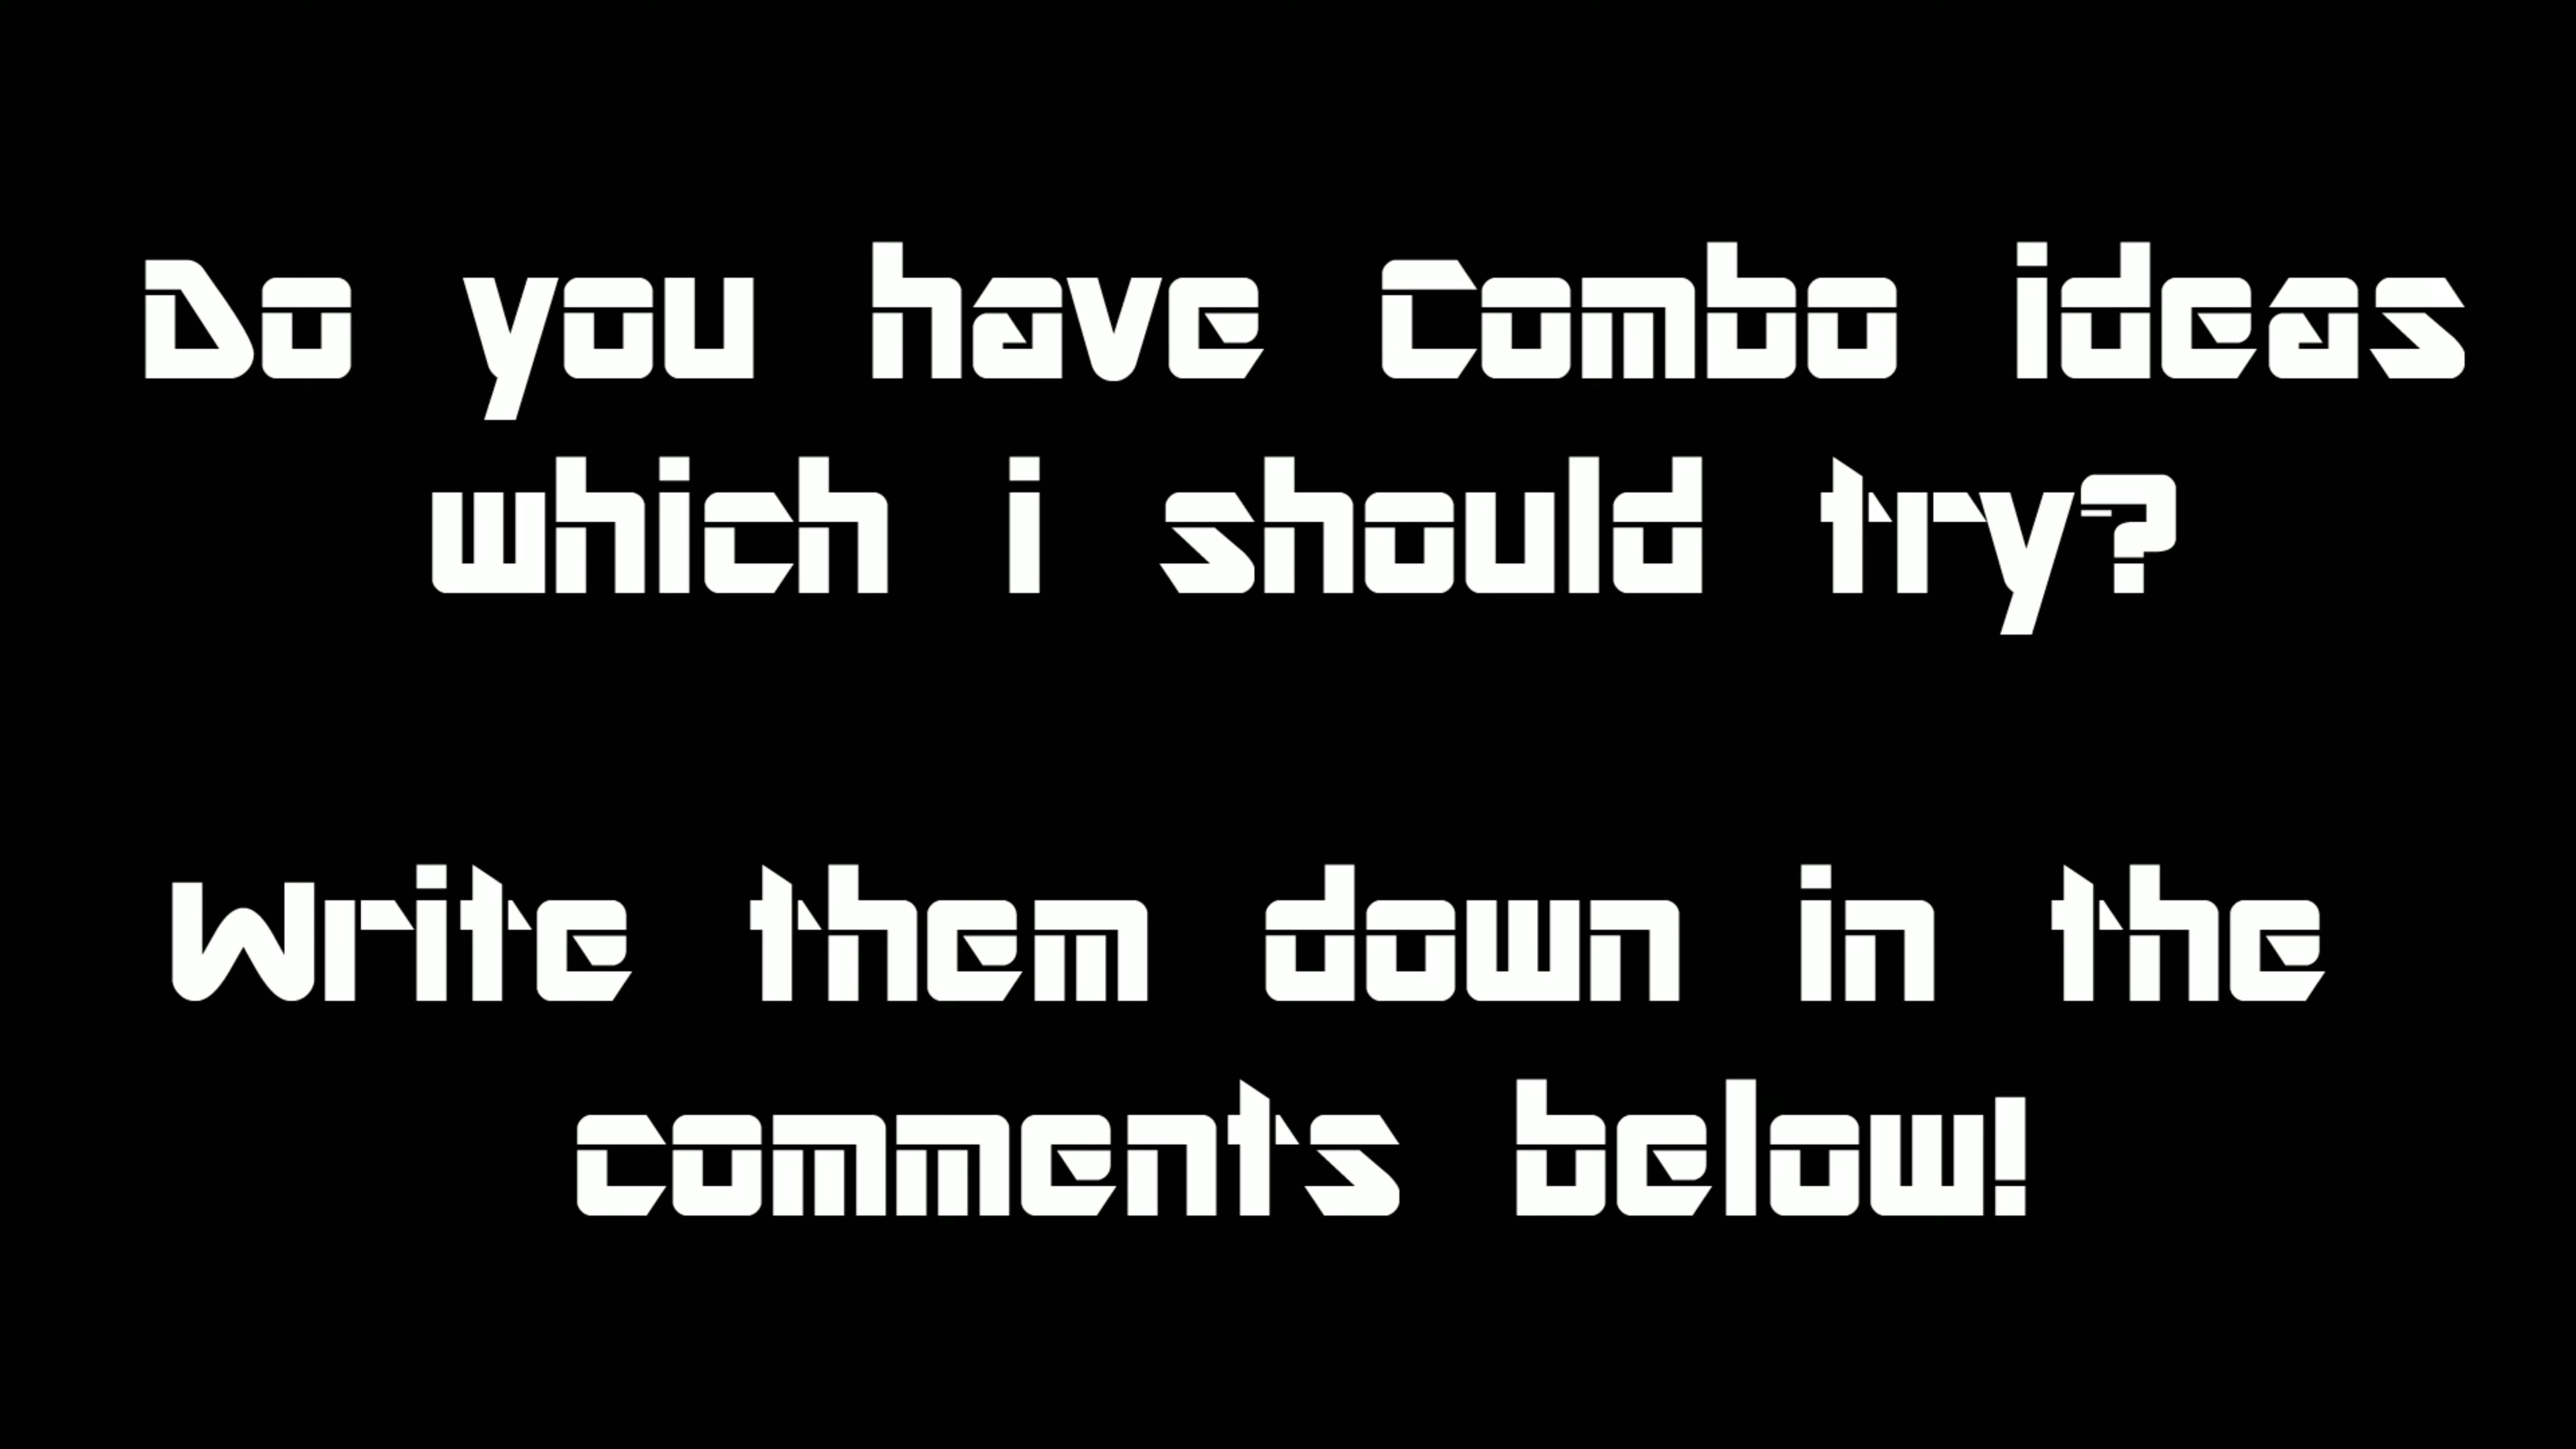 Do you have Combo ideas
which i should try?
Write them down in the
comments below!